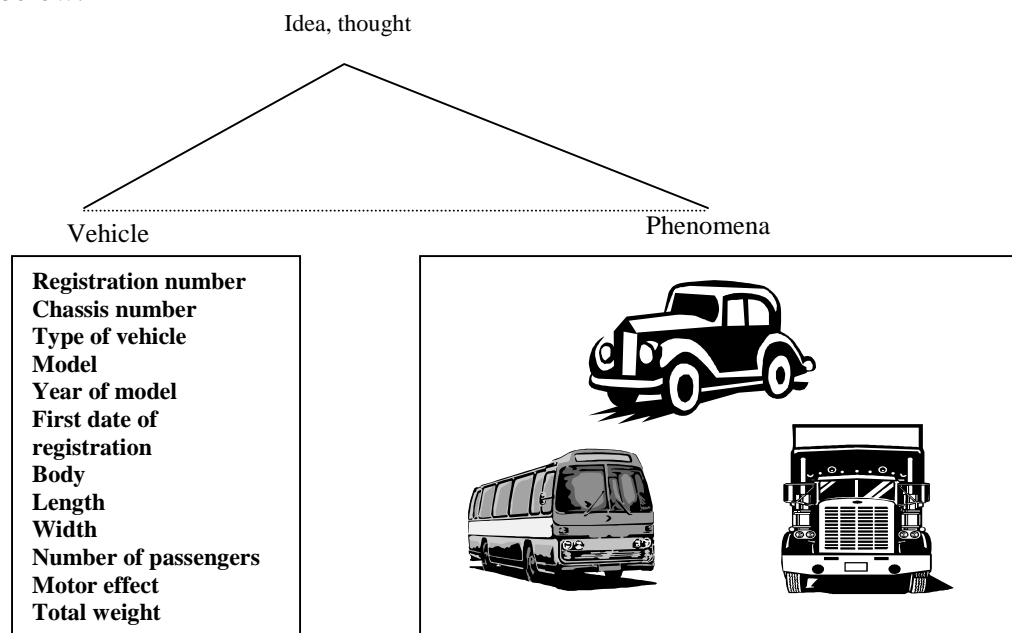 Idea, thought
Vehicle
Phenomena
Registration number
Chassis number
Type of vehicle
Model
Year of model
First date of
registration
Body
Length
Width
Number of passengers
Motor effect
Total weight